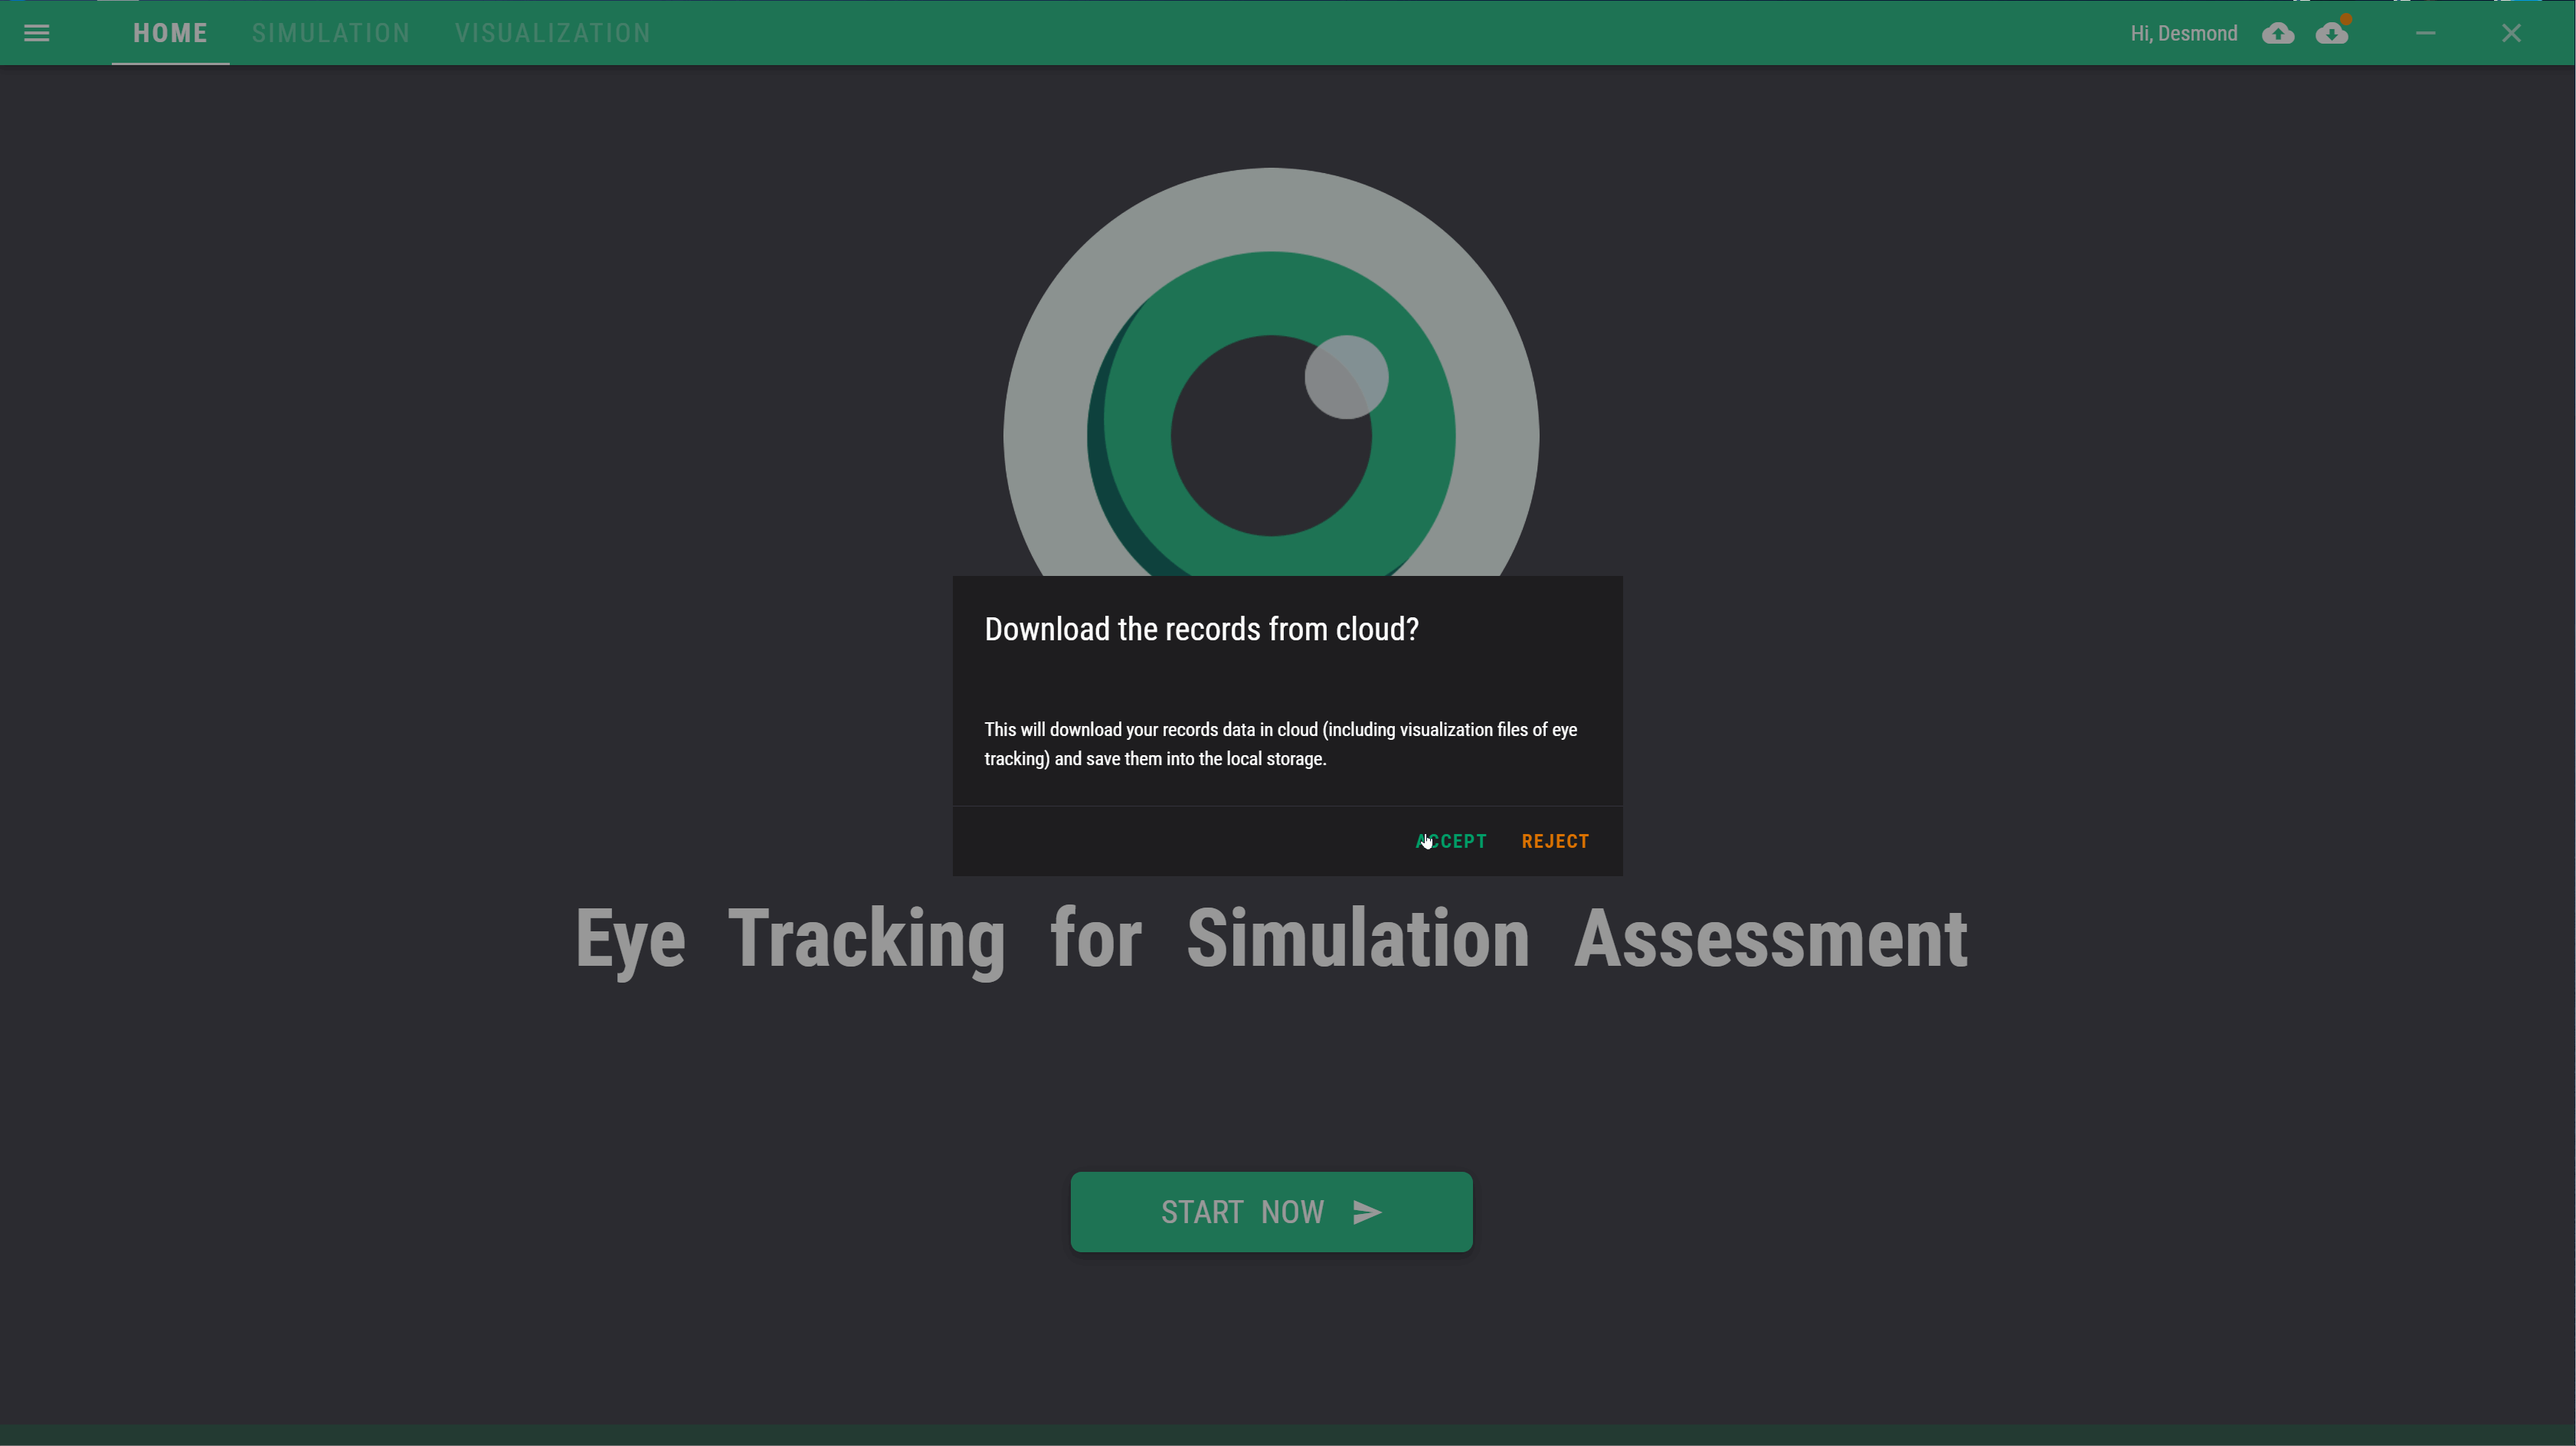 HOME SIMULATION VISUALIZATION Hi, Desmond
Download the records from cloud?
This will download your records data in cloud (including visualization files of eye
tracking) and save them into the local storage.
ACCEPT REJECT
Eye Tracking for Simulation Assessment
START NOW